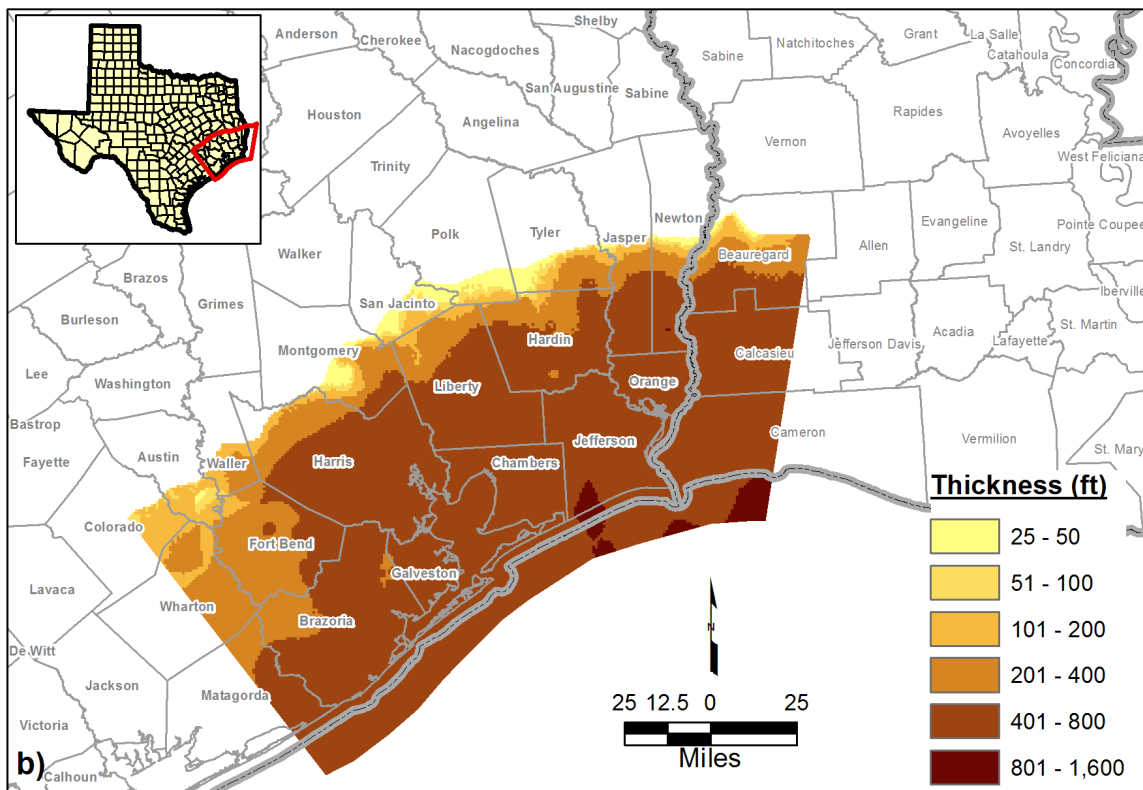 Shelby
Anderson
Cherokee
Nacogdoches
Sabine
Natchitoches
Grant
La Salle
Catahoula
Concordia
San Augustine
Sabine
Houston
Angelina
Rapides
Avoyelles
Vernon
West Feliciana
Trinity
Newton
Evangeline
Pointe Coupee
Polk
Tyler
Jasper
Beauregard
Allen
St. Landry
Walker
Brazos
Grimes
San Jacinto
Iberville
Burleson
St. Martin
Montgomery
Hardin
Calcasieu
Jefferson Davis
Acadia
Lafayette
Lee
Washington
Liberty
Orange
Bastrop
Cameron
Vermilion
St. Mary
Fayette
Austin
Waller
Harris
Chambers
Jefferson
Colorado
Fort Bend
Galveston
Lavaca
Wharton
Brazoria
De Witt
Jackson
Matagorda
Victoria
Calhoun
b)
N
25 12.5 0 25
Miles
Thickness (ft)
25 - 50
51 - 100
101 - 200
201 - 400
401 - 800
801 - 1,600